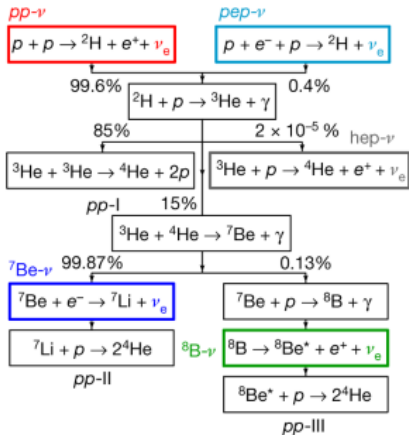 pp-ν
pep-ν
p + p → ²H + e⁺ + νₑ
p + e⁻ + p → ²H + νₑ
99.6%
0.4%
²H + p → ³He + γ
85%
2 × 10⁻⁵ %
hep-ν
³He + ³He → ⁴He + 2p
³He + p → ⁴He + e⁺ + νₑ
pp-I
15%
³He + ⁴He → ⁷Be + γ
⁷Be-ν
99.87%
0.13%
⁷Be + e⁻ → ⁷Li + νₑ
⁷Be + p → ⁸B + γ
⁷Li + p → 2⁴He
⁸B-ν
⁸B → ⁸Be* + e⁺ + νₑ
pp-II
⁸Be* + p → 2⁴He
pp-III